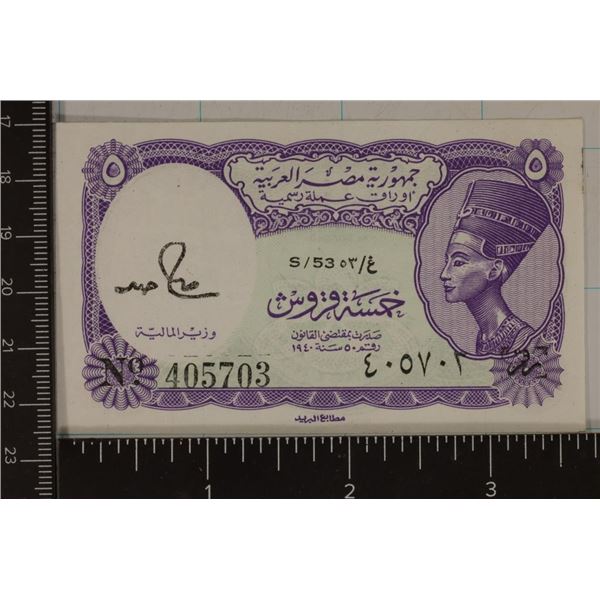 ٥ ٥
جمهورية مصر العربية
أوراق عملة رسمية
S/53 ٥٣/غ
خمسة قروش
وزير المالية
صدرت بمقتضى القانون
رقم ٥٠ سنة ١٩٤٠
Nº 405703
٤٠٥٧٠٣
مطابع البريد
17
18
19
20
21
22
23
1 2 3